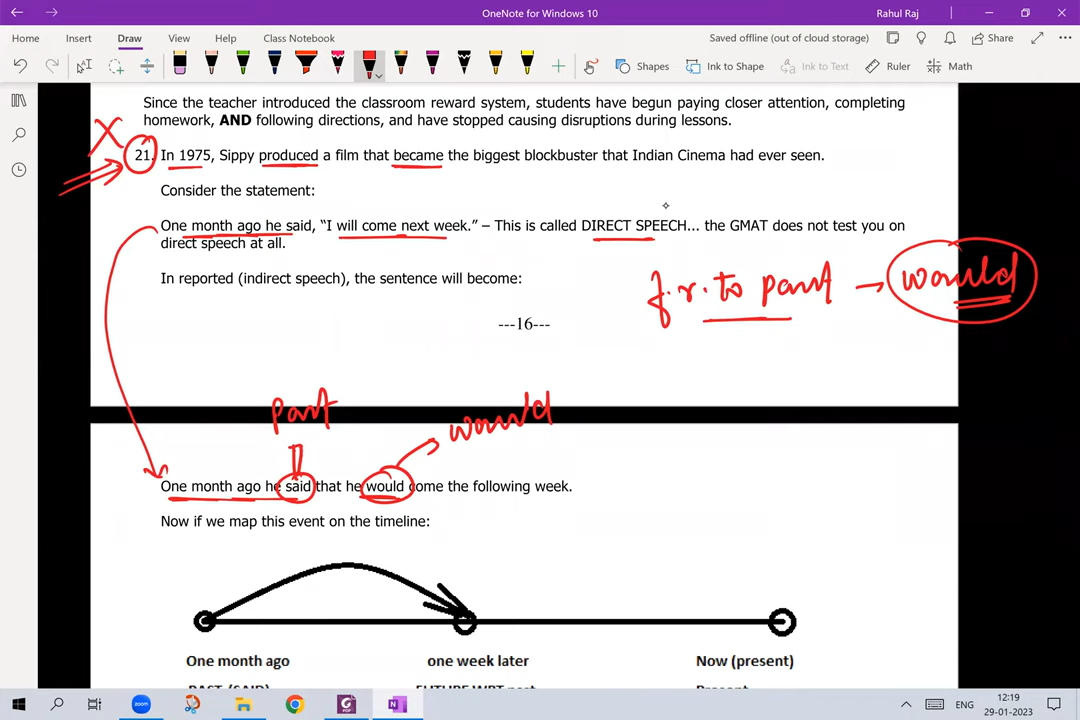 OneNote for Windows 10
Rahul Raj
Home Insert Draw View Help Class Notebook
Saved offline (out of cloud storage)
Share
Shapes
Ink to Shape
Ink to Text
Ruler
Math
Since the teacher introduced the classroom reward system, students have begun paying closer attention, completing
homework, AND following directions, and have stopped causing disruptions during lessons.
X
21. In 1975, Sippy produced a film that became the biggest blockbuster that Indian Cinema had ever seen.
Consider the statement:
One month ago he said, “I will come next week.” – This is called DIRECT SPEECH... the GMAT does not test you on
direct speech at all.
In reported (indirect speech), the sentence will become:
f.r.to past → would
---16---
past
would
One month ago he said that he would come the following week.
Now if we map this event on the timeline:
One month ago
one week later
Now (present)
PAST (SAID)
FUTURE WRT past
Present
zoom
ENG
12:19
29-01-2023